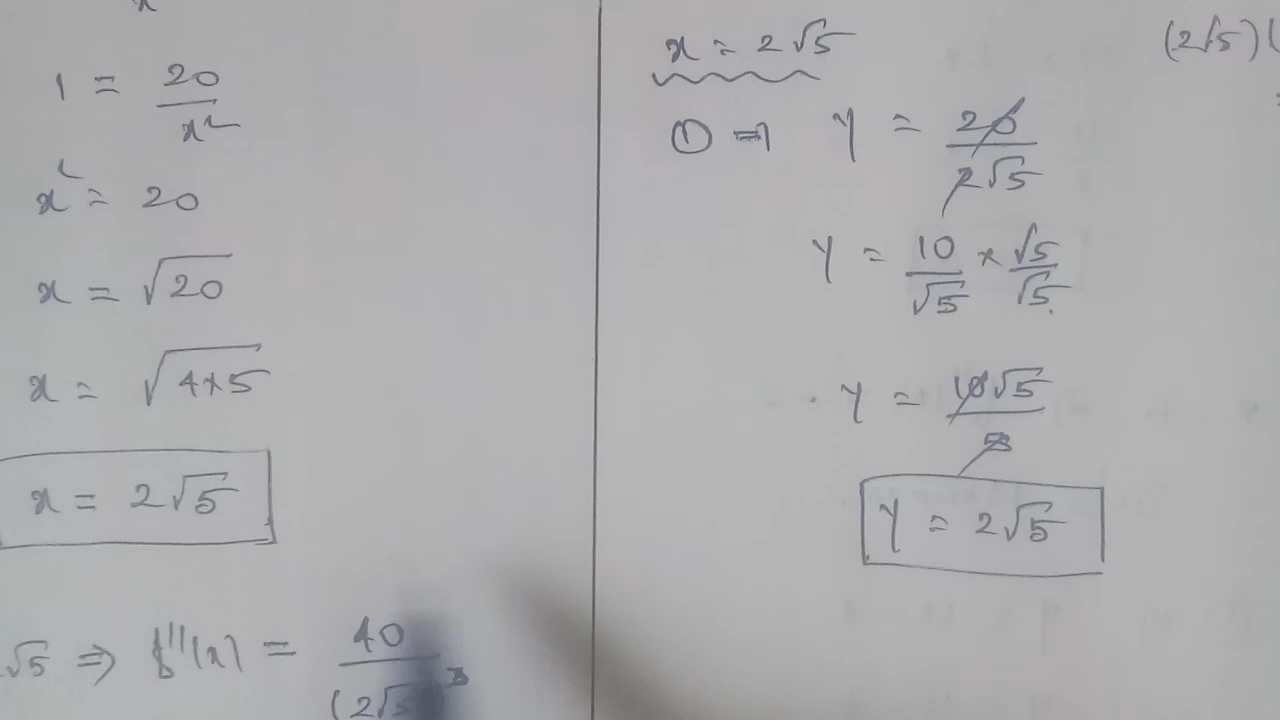 x
1 = 20/x²
x² = 20
x = √20
x = √4×5
x = 2√5
√5 ⇒ f''(x) = 40/(2√5)³
x = 2√5
① ⇒ y = 20/2√5
y = 10/√5 × √5/√5
y = 10√5/5
y = 2√5
(2√5)(